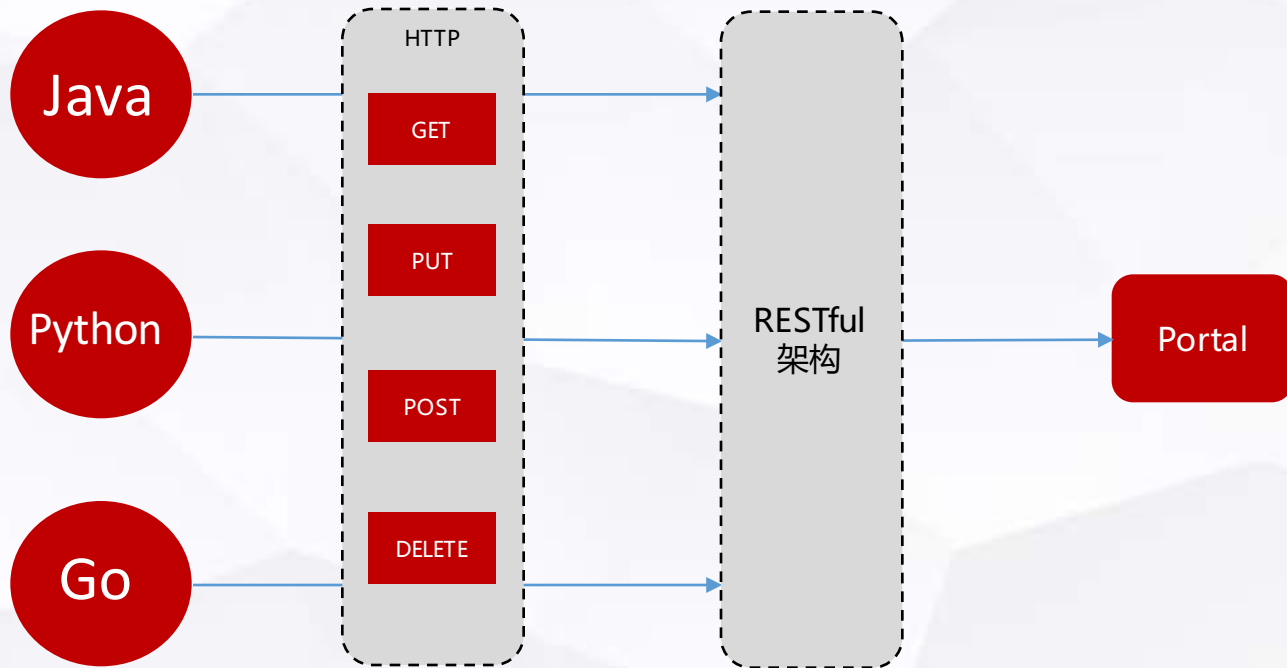 Java
HTTP
GET
PUT
Python
POST
DELETE
Go
RESTful
架构
Portal